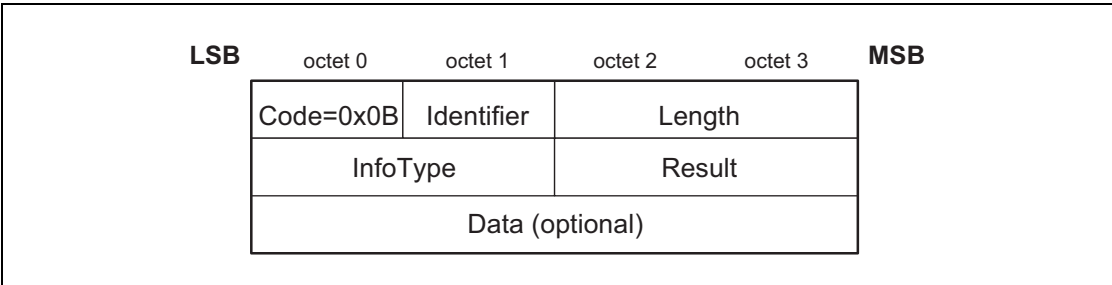 LSB octet 0 octet 1 octet 2 octet 3 MSB
Code=0x0B Identifier Length
InfoType Result
Data (optional)